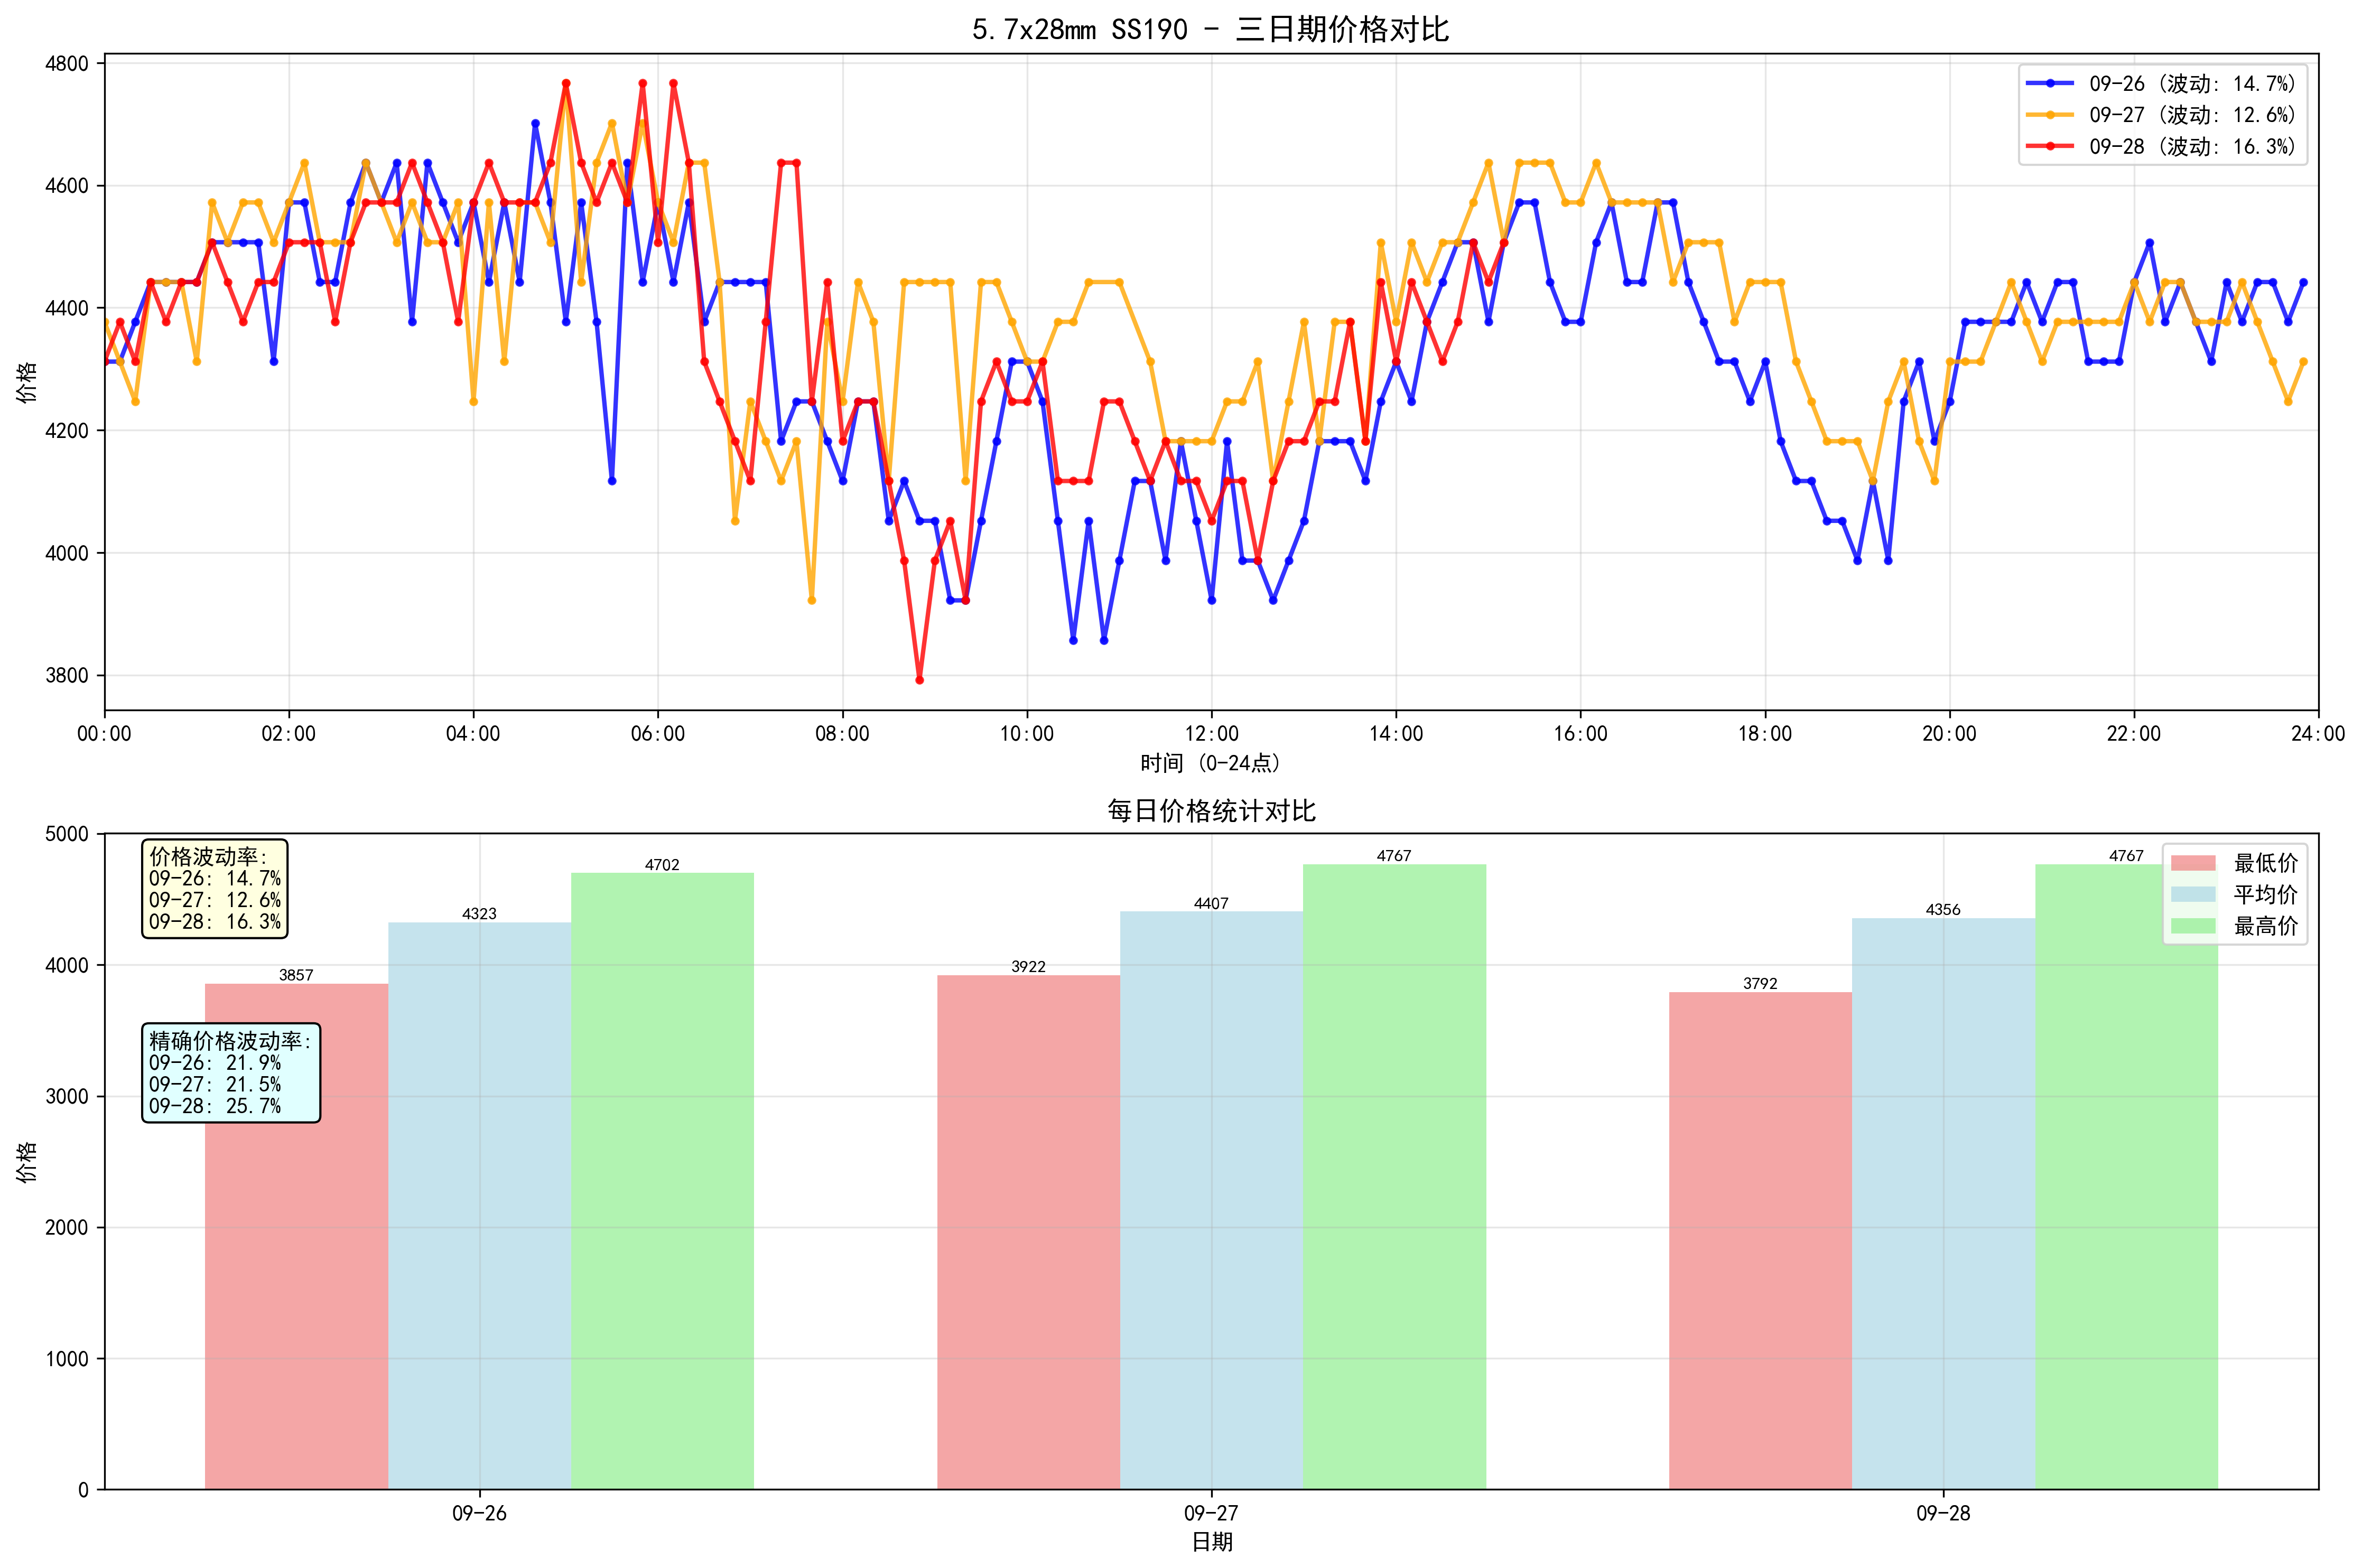 5.7x28mm SS190 - 三日期价格对比
09-26 (波动: 14.7%)
09-27 (波动: 12.6%)
09-28 (波动: 16.3%)
4800
4600
4400
4200
4000
3800
价格
00:00 02:00 04:00 06:00 08:00 10:00 12:00 14:00 16:00 18:00 20:00 22:00 24:00
时间 (0-24点)
每日价格统计对比
价格波动率:
09-26: 14.7%
09-27: 12.6%
09-28: 16.3%
精确价格波动率:
09-26: 21.9%
09-27: 21.5%
09-28: 25.7%
最低价
平均价
最高价
3857 4323 4702
3922 4407 4767
3792 4356 4767
5000
4000
3000
2000
1000
0
价格
09-26 09-27 09-28
日期